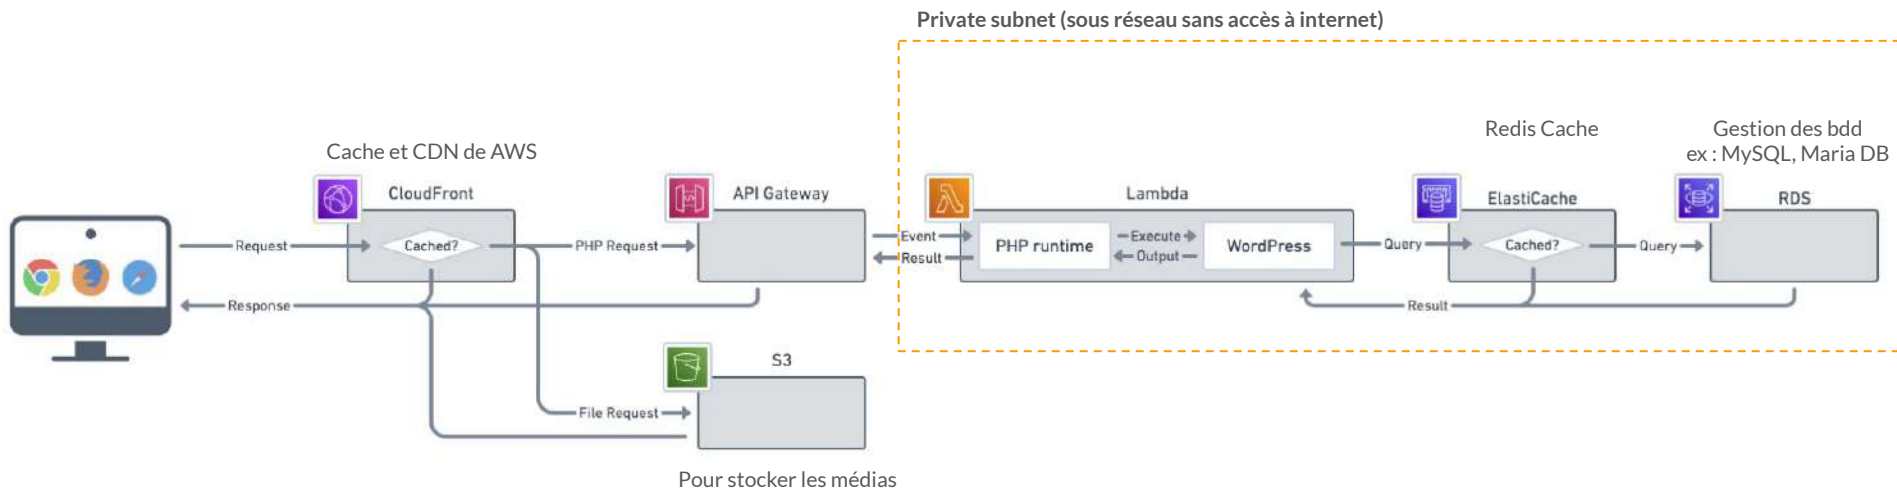 Private subnet (sous réseau sans accès à internet)
Cache et CDN de AWS
CloudFront
Request
Cached?
PHP Request
API Gateway
Event
Result
Lambda
PHP runtime
Execute
Output
WordPress
Query
Redis Cache
ElastiCache
Cached?
Query
Gestion des bdd
ex : MySQL, Maria DB
RDS
Response
Result
S3
File Request
Pour stocker les médias